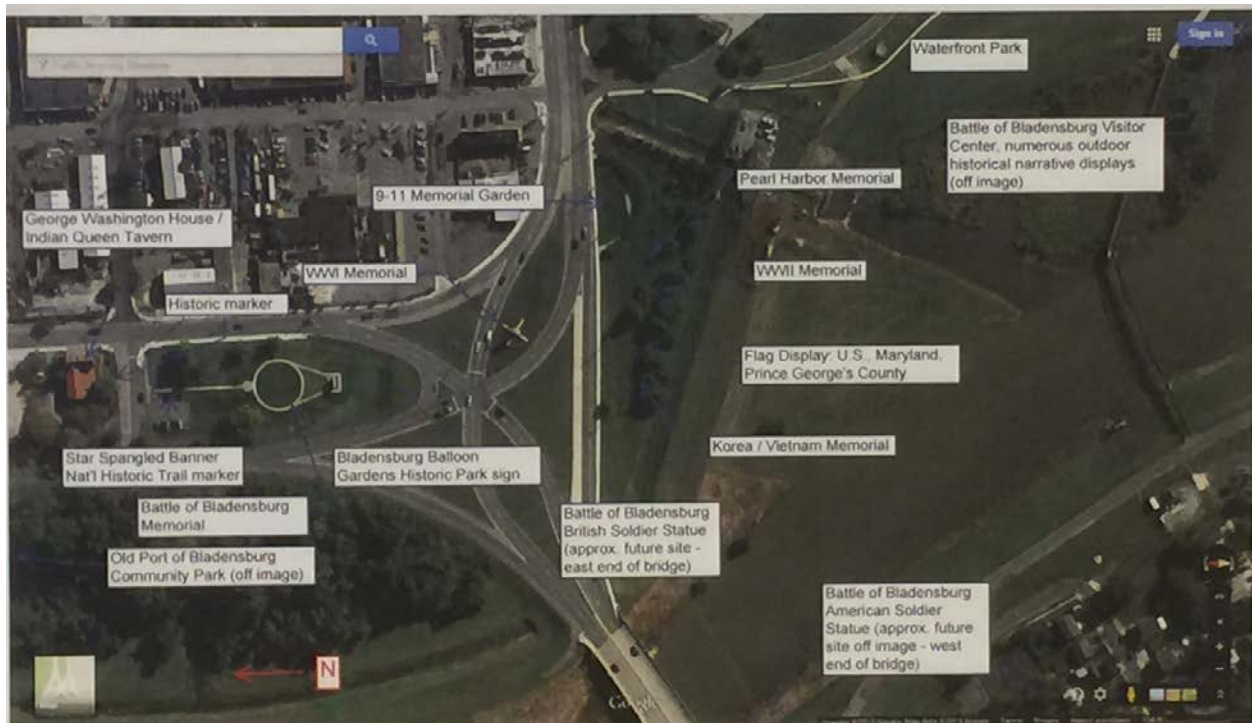 Sign in
Waterfront Park
Battle of Bladensburg Visitor
Center, numerous outdoor
historical narrative displays
(off image)
Pearl Harbor Memorial
9-11 Memorial Garden
George Washington House /
Indian Queen Tavern
WWI Memorial
WWII Memorial
Historic marker
Flag Display: U.S., Maryland,
Prince George's County
Korea / Vietnam Memorial
Star Spangled Banner
Nat'l Historic Trail marker
Bladensburg Balloon
Gardens Historic Park sign
Battle of Bladensburg
Memorial
Battle of Bladensburg
British Soldier Statue
(approx. future site -
east end of bridge)
Old Port of Bladensburg
Community Park (off image)
Battle of Bladensburg
American Soldier
Statue (approx. future
site off image - west
end of bridge)
N
Google